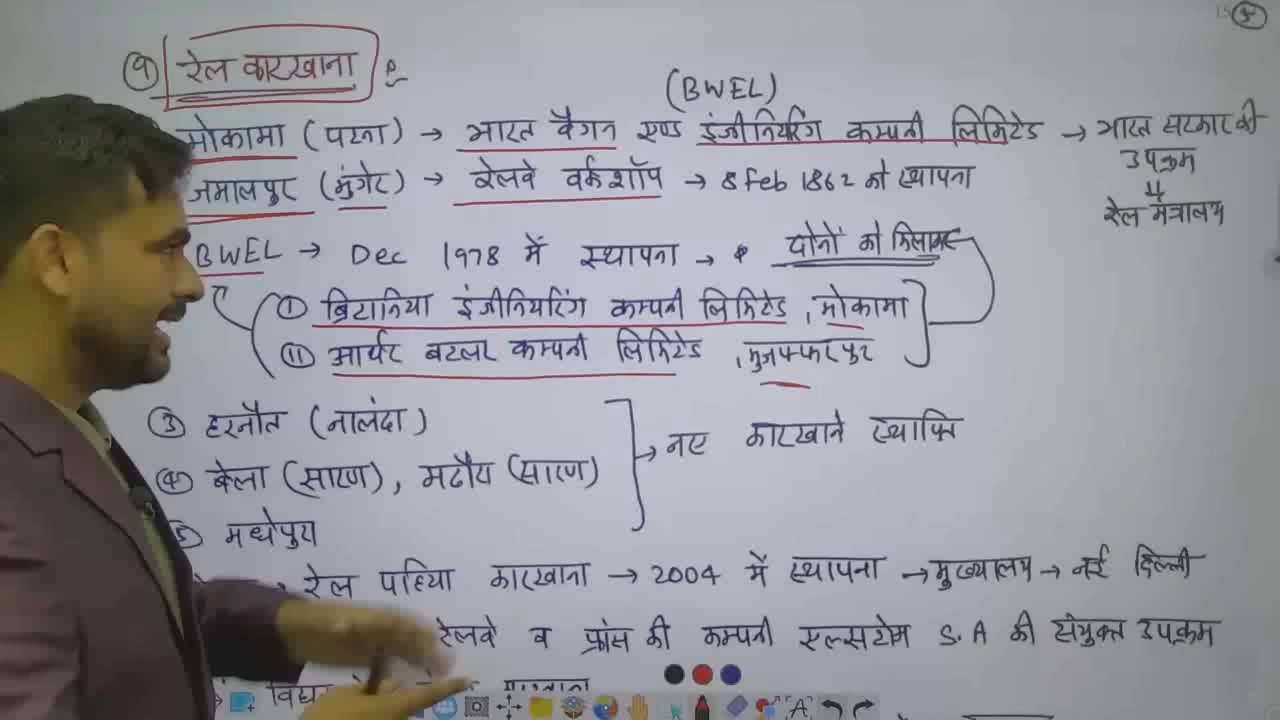 ९ रेल कारखाना
(BWEL)
मोकामा (पटना) → भारत वैगन एण्ड इंजीनियरिंग कम्पनी लिमिटेड → भारत सरकार की
उपक्रम
रेल मंत्रालय
जमालपुर (मुंगेर) → रेलवे वर्कशॉप → 8 Feb 1862 को स्थापना
BWEL → Dec 1978 में स्थापना → दोनों को मिलाकर
① ब्रिटानिया इंजीनियरिंग कम्पनी लिमिटेड, मोकामा
⑪ आर्थर बटलर कम्पनी लिमिटेड, मुजफ्फरपुर
③ हरनौत (नालंदा)
④ बेला (सारण), मढौरा (सारण)
→ नए कारखाने स्थापित
मधेपुरा
→ रेल पहिया कारखाना → 2004 में स्थापना → मुख्यालय → नई दिल्ली
रेलवे व फ्रांस की कम्पनी एल्सटोम S.A की संयुक्त उपक्रम